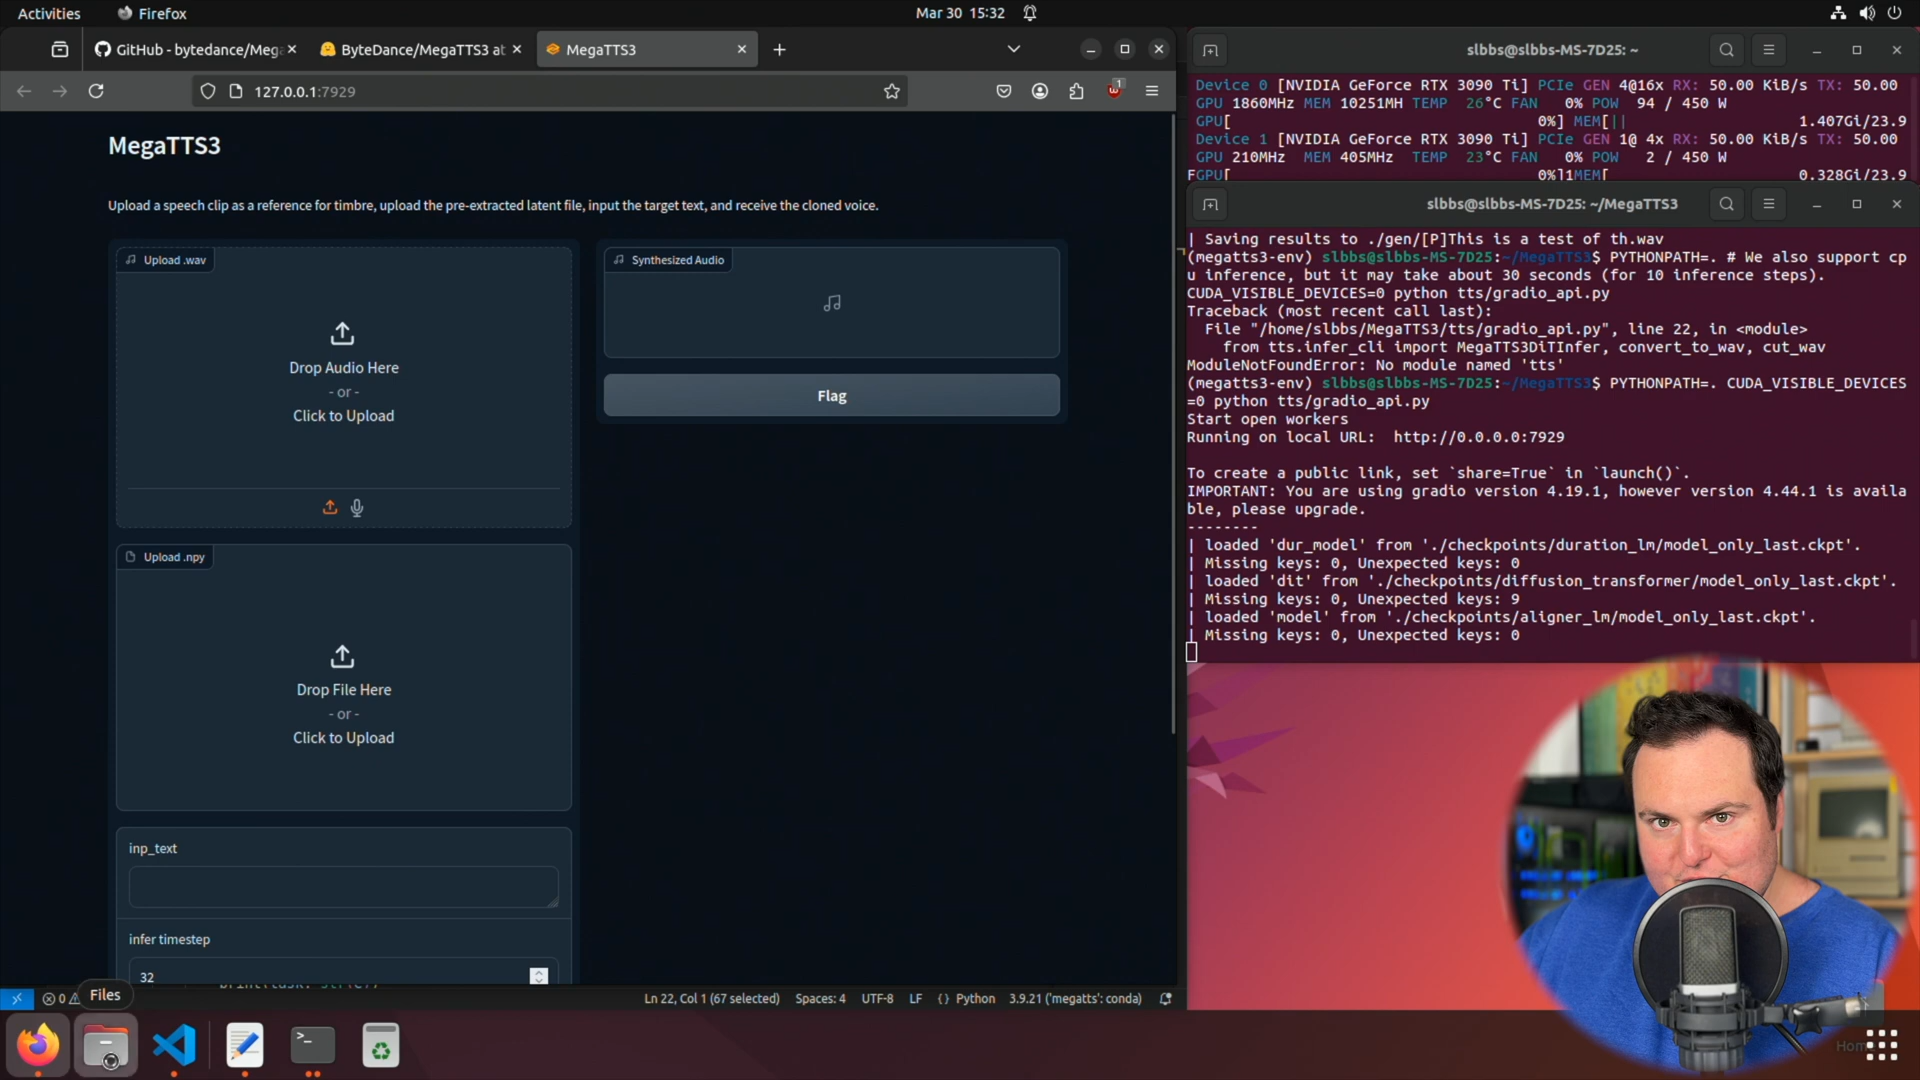 Activities
Firefox
Mar 30 15:32
GitHub - bytedance/Mega
ByteDance/MegaTTS3 at
MegaTTS3
127.0.0.1:7929
MegaTTS3
Upload a speech clip as a reference for timbre, upload the pre-extracted latent file, input the target text, and receive the cloned voice.
Upload .wav
Drop Audio Here
- or -
Click to Upload
Upload .npy
Drop File Here
- or -
Click to Upload
inp_text
infer timestep
32
Synthesized Audio
Flag
Files
0
Ln 22, Col 1 (67 selected)
Spaces: 4
UTF-8
LF
{} Python
3.9.21 ('megatts': conda)
slbbs@slbbs-MS-7D25: ~
Device 0 [NVIDIA GeForce RTX 3090 Ti] PCIe GEN 4@16x RX: 50.00 KiB/s TX: 50.00
GPU 1860MHz MEM 10251MH TEMP 26°C FAN 0% POW 94 / 450 W
GPU[ 0%] MEM[|| 1.407Gi/23.9
Device 1 [NVIDIA GeForce RTX 3090 Ti] PCIe GEN 1@ 4x RX: 50.00 KiB/s TX: 50.00
GPU 210MHz MEM 405MHz TEMP 23°C FAN 0% POW 2 / 450 W
FGPU[ 0%]1MEM[ 0.328Gi/23.9
slbbs@slbbs-MS-7D25: ~/MegaTTS3
| Saving results to ./gen/[P]This is a test of th.wav
(megatts3-env) slbbs@slbbs-MS-7D25:~/MegaTTS3$ PYTHONPATH=. # We also support cp
u inference, but it may take about 30 seconds (for 10 inference steps).
CUDA_VISIBLE_DEVICES=0 python tts/gradio_api.py
Traceback (most recent call last):
File "/home/slbbs/MegaTTS3/tts/gradio_api.py", line 22, in <module>
from tts.infer_cli import MegaTTS3DiTInfer, convert_to_wav, cut_wav
ModuleNotFoundError: No module named 'tts'
(megatts3-env) slbbs@slbbs-MS-7D25:~/MegaTTS3$ PYTHONPATH=. CUDA_VISIBLE_DEVICES
=0 python tts/gradio_api.py
Start open workers
Running on local URL:  http://0.0.0.0:7929
To create a public link, set `share=True` in `launch()`.
IMPORTANT: You are using gradio version 4.19.1, however version 4.44.1 is availa
ble, please upgrade.
--------
| loaded 'dur_model' from './checkpoints/duration_lm/model_only_last.ckpt'.
| Missing keys: 0, Unexpected keys: 0
| loaded 'dit' from './checkpoints/diffusion_transformer/model_only_last.ckpt'.
| Missing keys: 0, Unexpected keys: 9
| loaded 'model' from './checkpoints/aligner_lm/model_only_last.ckpt'.
| Missing keys: 0, Unexpected keys: 0